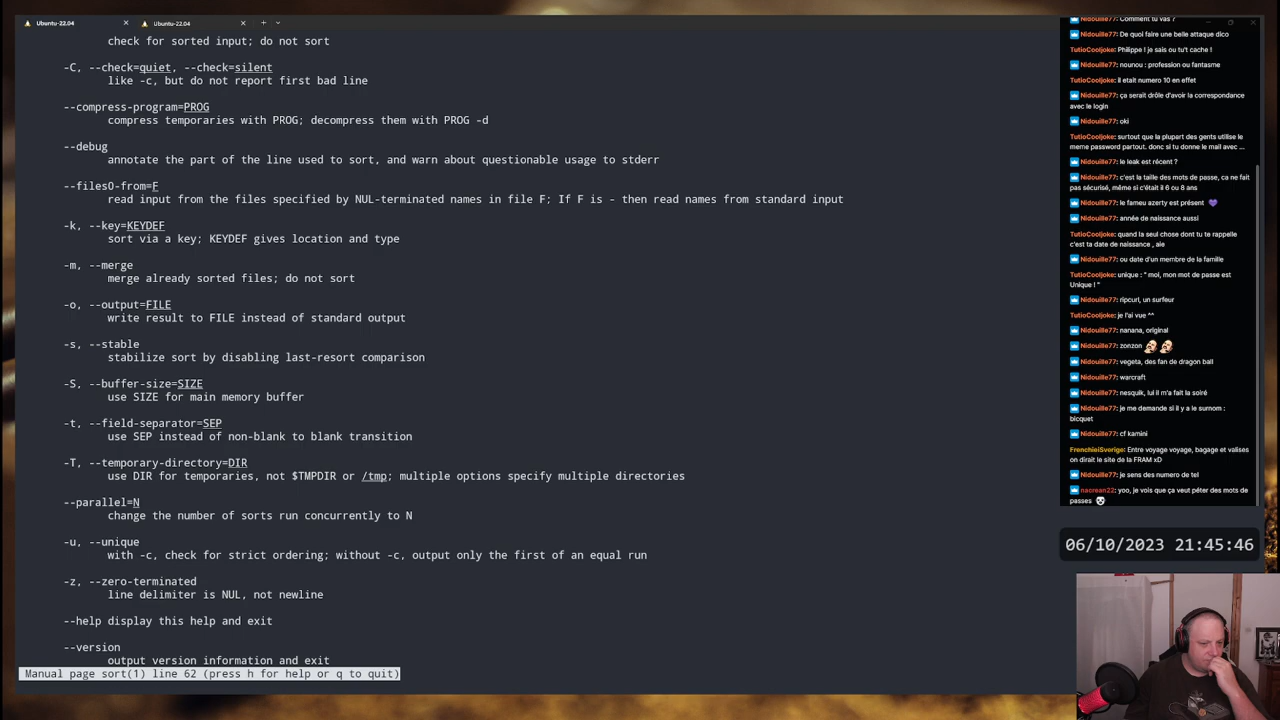 Ubuntu-22.04
Ubuntu-22.04
check for sorted input; do not sort
-C, --check=quiet, --check=silent
like -c, but do not report first bad line
--compress-program=PROG
compress temporaries with PROG; decompress them with PROG -d
--debug
annotate the part of the line used to sort, and warn about questionable usage to stderr
--files0-from=F
read input from the files specified by NUL-terminated names in file F; If F is - then read names from standard input
-k, --key=KEYDEF
sort via a key; KEYDEF gives location and type
-m, --merge
merge already sorted files; do not sort
-o, --output=FILE
write result to FILE instead of standard output
-s, --stable
stabilize sort by disabling last-resort comparison
-S, --buffer-size=SIZE
use SIZE for main memory buffer
-t, --field-separator=SEP
use SEP instead of non-blank to blank transition
-T, --temporary-directory=DIR
use DIR for temporaries, not $TMPDIR or /tmp; multiple options specify multiple directories
--parallel=N
change the number of sorts run concurrently to N
-u, --unique
with -c, check for strict ordering; without -c, output only the first of an equal run
-z, --zero-terminated
line delimiter is NUL, not newline
--help display this help and exit
--version
output version information and exit
Manual page sort(1) line 62 (press h for help or q to quit)
Nidouille77: Comment tu vas ?
Nidouille77: De quoi faire une belle attaque dico
TutioCooljoke: Philippe ! je sais ou tu't cache !
Nidouille77: nounou : profession ou fantasme
TutioCooljoke: il etait numero 10 en effet
Nidouille77: ça serait drôle d'avoir la correspondance
avec le login
Nidouille77: oki
TutioCooljoke: surtout que la plupart des gents utilise le
meme password partout. donc si tu donne le mail avec ...
Nidouille77: le leak est récent ?
Nidouille77: c'est la taille des mots de passe, ca ne fait
pas sécurisé, même si c'était il 6 ou 8 ans
Nidouille77: le fameu azerty est présent
Nidouille77: année de naissance aussi
TutioCooljoke: quand la seul chose dont tu te rappelle
c'est ta date de naissance , aie
Nidouille77: ou date d'un membre de la famille
TutioCooljoke: unique : " moi, mon mot de passe est
Unique ! "
Nidouille77: ripcurl, un surfeur
TutioCooljoke: je l'ai vue ^^
Nidouille77: nanana, original
Nidouille77: zonzon
Nidouille77: vegeta, des fan de dragon ball
Nidouille77: warcraft
Nidouille77: nesquik, lui il m'a fait la soiré
Nidouille77: je me demande si il y a le surnom :
bicquet
Nidouille77: cf kamini
FrenchieiSverige: Entre voyage voyage, bagage et valises
on dirait le site de la FRAM xD
Nidouille77: je sens des numero de tel
nacrean22: yoo, je vois que ça veut péter des mots de
passes
06/10/2023 21:45:46